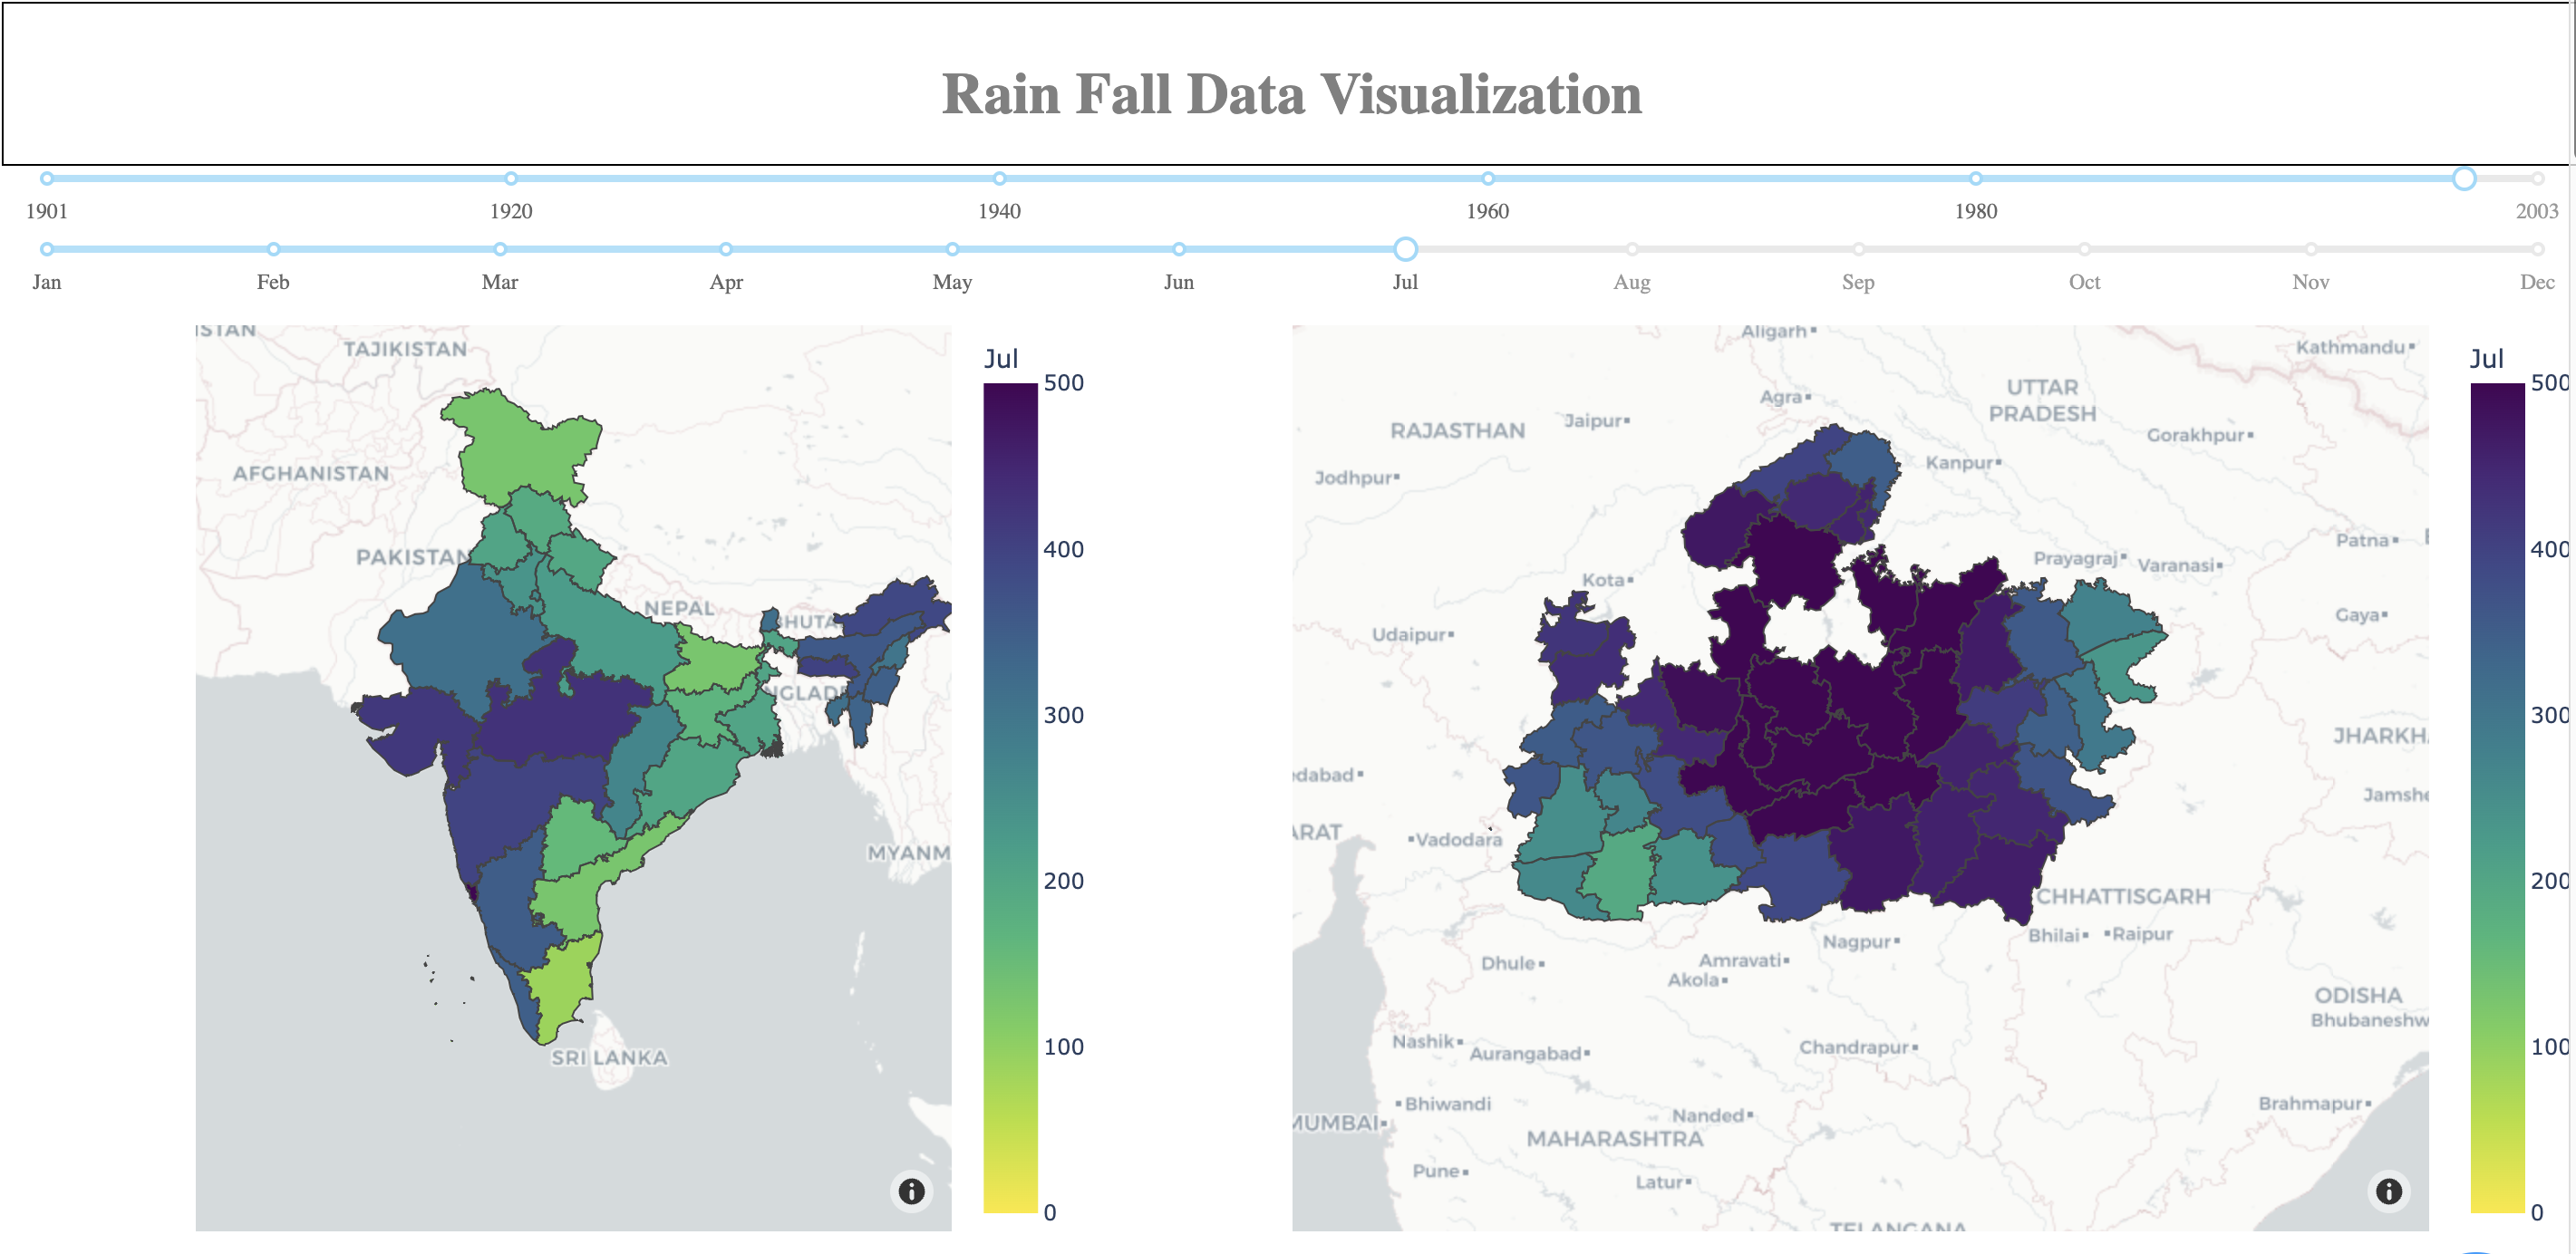 Rain Fall Data Visualization
1901 1920 1940 1960 1980 2003
Jan Feb Mar Apr May Jun Jul Aug Sep Oct Nov Dec
ISTAN
TAJIKISTAN
AFGHANISTAN
PAKISTAN
NEPAL
BHUTA
NGLAD
MYANM
SRI LANKA
Jul
500
400
300
200
100
0
Aligarh
Kathmandu
Agra
UTTAR
PRADESH
Jaipur
RAJASTHAN
Gorakhpur
Kanpur
Jodhpur
Patna
Prayagraj
Varanasi
Kota
Gaya
Udaipur
JHARKHA
edabad
Jamshe
ARAT
Vadodara
CHHATTISGARH
Bhilai
Raipur
Nagpur
Amravati
Dhule
Akola
ODISHA
Bhubaneshw
Nashik
Aurangabad
Chandrapur
Bhiwandi
Brahmapur
Nanded
MUMBAI
MAHARASHTRA
Pune
Latur
TELANGANA
Jul
500
400
300
200
100
0